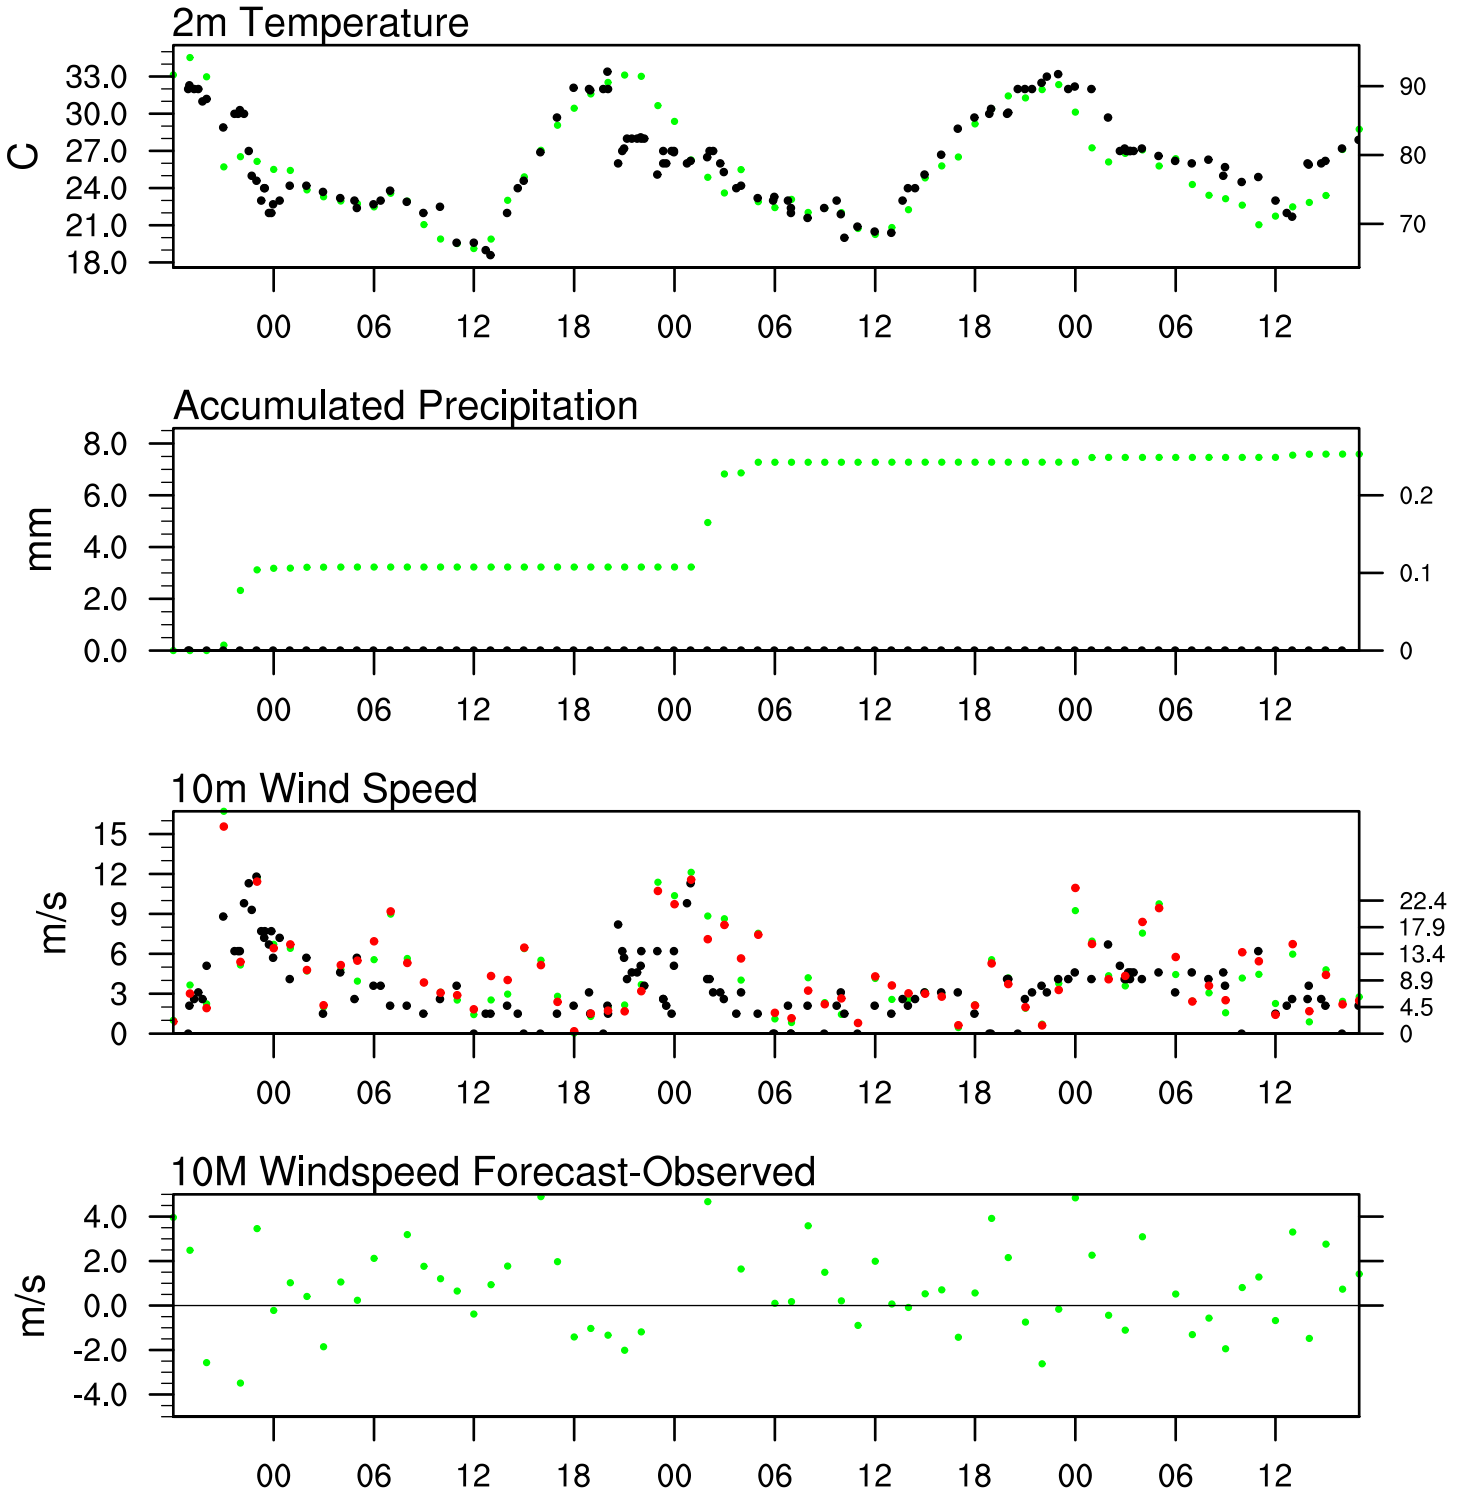 2m Temperature
33.0
30.0
27.0
24.0
21.0
18.0
C
90
80
70
00 06 12 18 00 06 12 18 00 06 12
Accumulated Precipitation
8.0
6.0
4.0
2.0
0.0
mm
0.2
0.1
0
00 06 12 18 00 06 12 18 00 06 12
10m Wind Speed
15
12
9
6
3
0
m/s
22.4
17.9
13.4
8.9
4.5
0
00 06 12 18 00 06 12 18 00 06 12
10M Windspeed Forecast-Observed
4.0
2.0
0.0
-2.0
-4.0
m/s
00 06 12 18 00 06 12 18 00 06 12